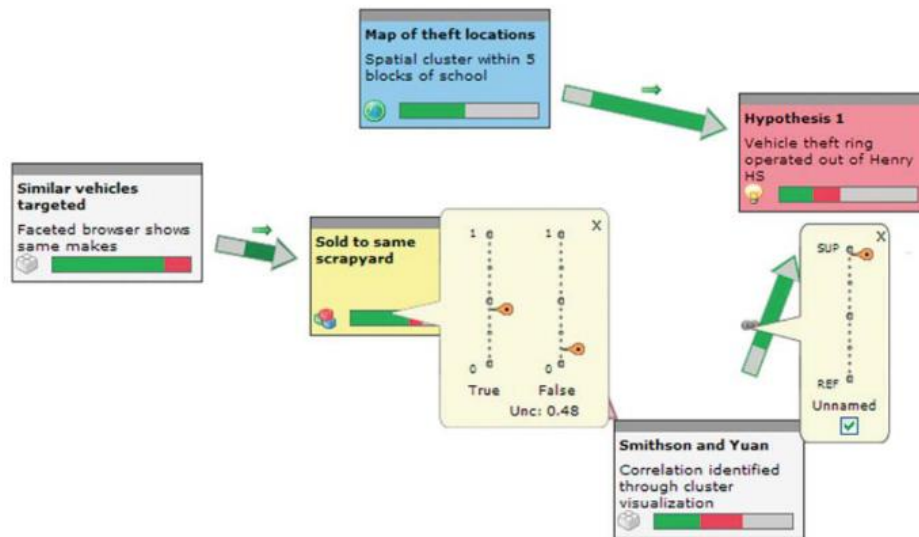 Map of theft locations
Spatial cluster within 5
blocks of school
Hypothesis 1
Vehicle theft ring
operated out of Henry
HS
Similar vehicles
targeted
Faceted browser shows
same makes
Sold to same
scrapyard
X
1
1
0
0
True
False
Unc: 0.48
X
SUP
REF
Unnamed
Smithson and Yuan
Correlation identified
through cluster
visualization